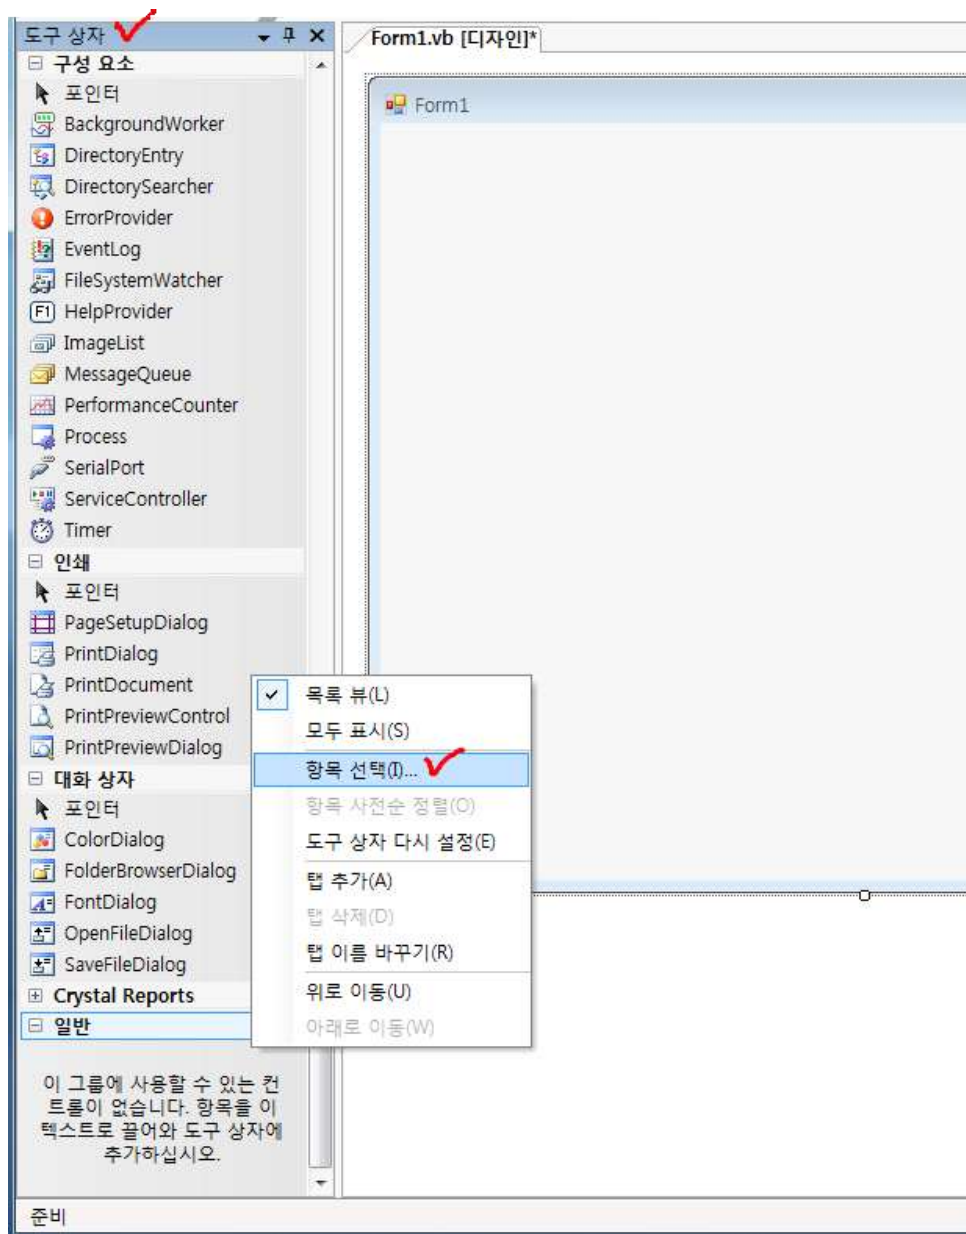 도구 상자
구성 요소
포인터
BackgroundWorker
DirectoryEntry
DirectorySearcher
ErrorProvider
EventLog
FileSystemWatcher
F1 HelpProvider
ImageList
MessageQueue
PerformanceCounter
Process
SerialPort
ServiceController
Timer
인쇄
포인터
PageSetupDialog
PrintDialog
PrintDocument
PrintPreviewControl
PrintPreviewDialog
대화 상자
포인터
ColorDialog
FolderBrowserDialog
FontDialog
OpenFileDialog
SaveFileDialog
Crystal Reports
일반
이 그룹에 사용할 수 있는 컨
트롤이 없습니다. 항목을 이
텍스트로 끌어와 도구 상자에
추가하십시오.
준비
Form1.vb [디자인]*
Form1
목록 뷰(L)
모두 표시(S)
항목 선택(I)...
항목 사전순 정렬(O)
도구 상자 다시 설정(E)
탭 추가(A)
탭 삭제(D)
탭 이름 바꾸기(R)
위로 이동(U)
아래로 이동(W)